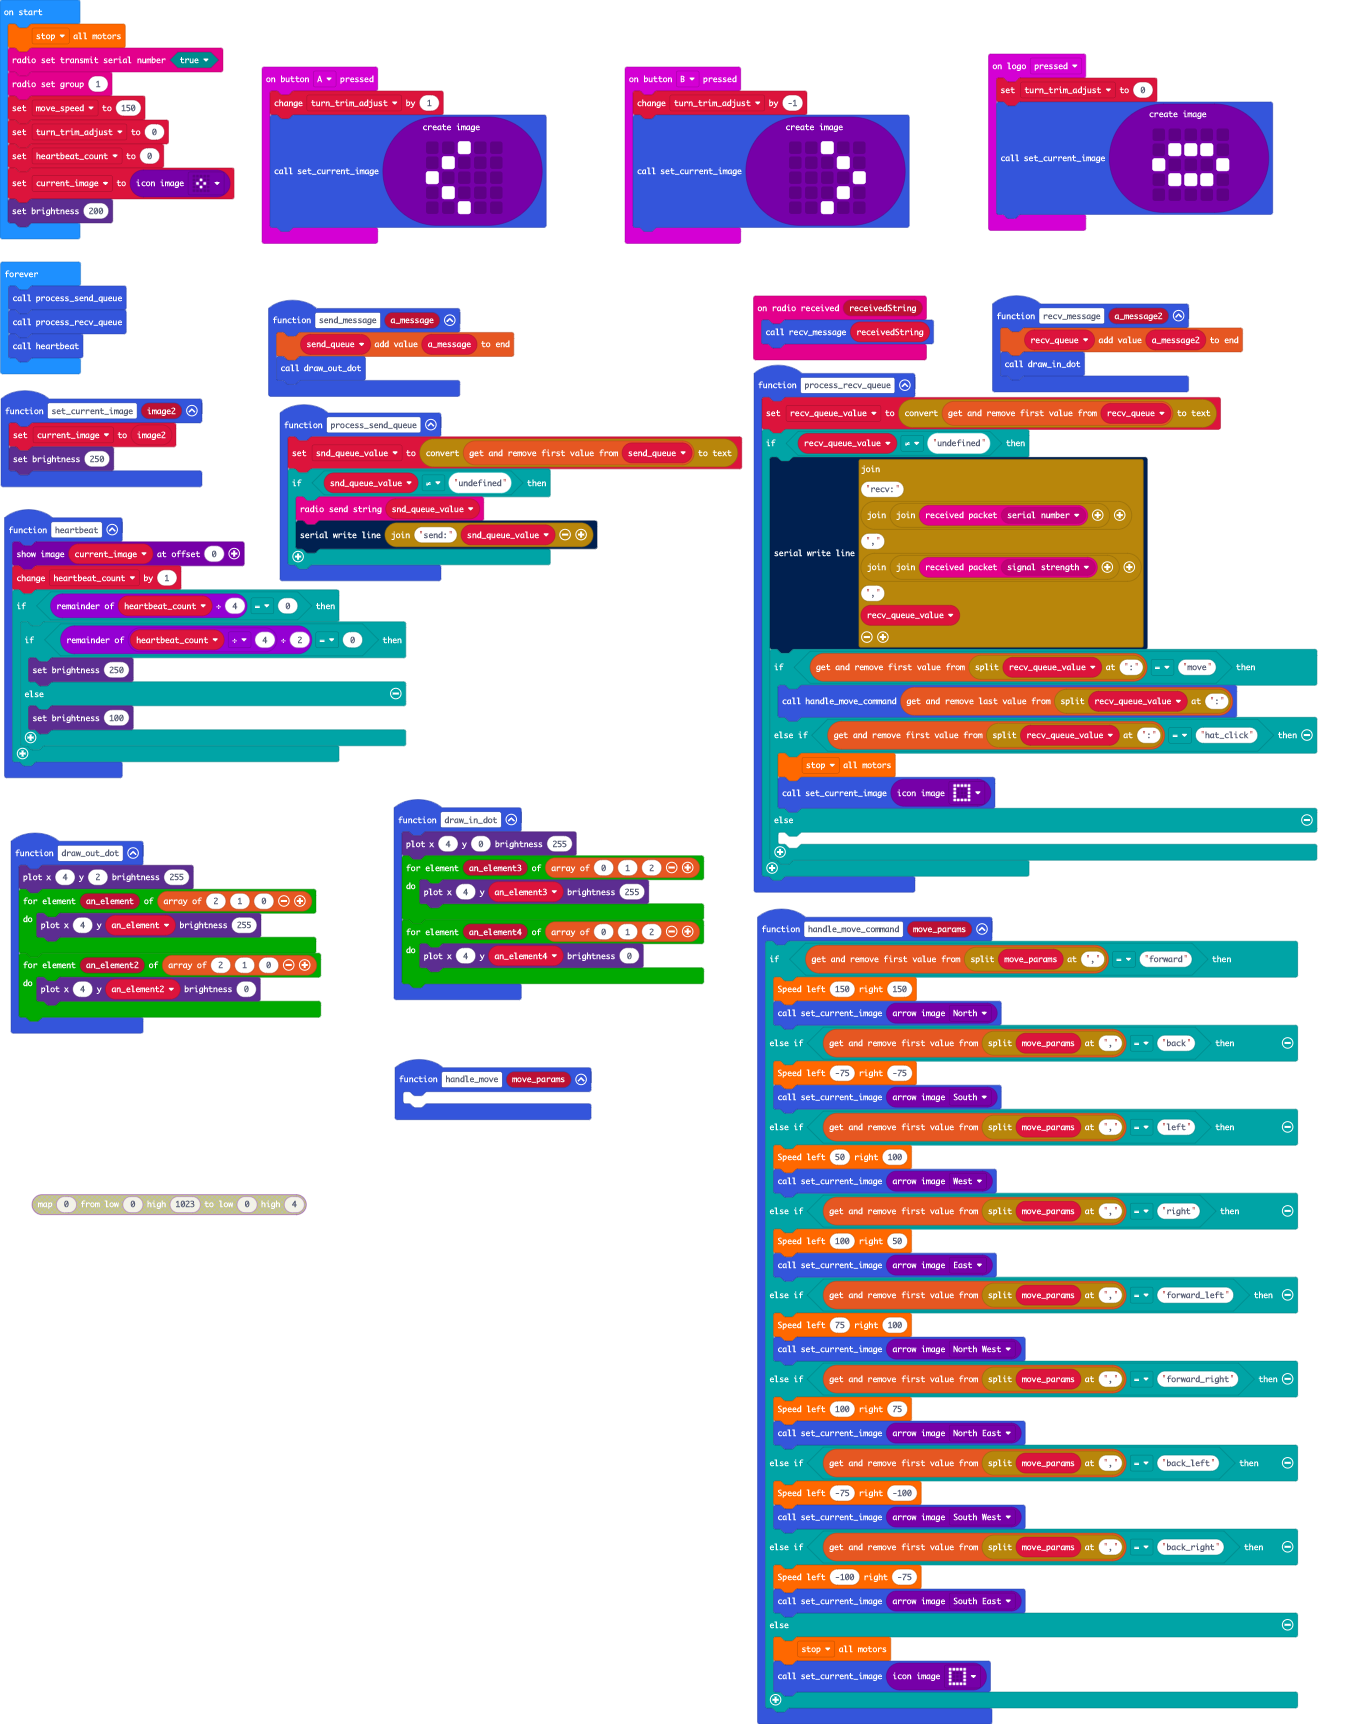 on start
stop all motors
radio set transmit serial number true
radio set group 1
set move_speed to 150
set turn_trim_adjust to 0
set heartbeat_count to 0
set current_image to icon image
set brightness 200
on button A pressed
change turn_trim_adjust by 1
call set_current_image create image
on button B pressed
change turn_trim_adjust by -1
call set_current_image create image
on logo pressed
set turn_trim_adjust to 0
call set_current_image create image
forever
call process_send_queue
call process_recv_queue
call heartbeat
function send_message a_message
send_queue add value a_message to end
call draw_out_dot
on radio received receivedString
call recv_message receivedString
function recv_message a_message2
recv_queue add value a_message2 to end
call draw_in_dot
function set_current_image image2
set current_image to image2
set brightness 250
function process_send_queue
set snd_queue_value to convert get and remove first value from send_queue to text
if snd_queue_value ≠ "undefined" then
radio send string snd_queue_value
serial write line join "send:" snd_queue_value
function process_recv_queue
set recv_queue_value to convert get and remove first value from recv_queue to text
if recv_queue_value ≠ "undefined" then
serial write line
join
"recv:"
join join received packet serial number
","
join join received packet signal strength
","
recv_queue_value
if get and remove first value from split recv_queue_value at ":" = "move" then
call handle_move_command get and remove last value from split recv_queue_value at ":"
else if get and remove first value from split recv_queue_value at ":" = "hat_click" then
stop all motors
call set_current_image icon image
else
function heartbeat
show image current_image at offset 0
change heartbeat_count by 1
if remainder of heartbeat_count ÷ 4 = 0 then
if remainder of heartbeat_count ÷ 4 ÷ 2 = 0 then
set brightness 250
else
set brightness 100
function draw_out_dot
plot x 4 y 2 brightness 255
for element an_element of array of 2 1 0
do plot x 4 y an_element brightness 255
for element an_element2 of array of 2 1 0
do plot x 4 y an_element2 brightness 0
function draw_in_dot
plot x 4 y 0 brightness 255
for element an_element3 of array of 0 1 2
do plot x 4 y an_element3 brightness 255
for element an_element4 of array of 0 1 2
do plot x 4 y an_element4 brightness 0
function handle_move move_params
map 0 from low 0 high 1023 to low 0 high 4
function handle_move_command move_params
if get and remove first value from split move_params at "," = "forward" then
Speed left 150 right 150
call set_current_image arrow image North
else if get and remove first value from split move_params at "," = "back" then
Speed left -75 right -75
call set_current_image arrow image South
else if get and remove first value from split move_params at "," = "left" then
Speed left 50 right 100
call set_current_image arrow image West
else if get and remove first value from split move_params at "," = "right" then
Speed left 100 right 50
call set_current_image arrow image East
else if get and remove first value from split move_params at "," = "forward_left" then
Speed left 75 right 100
call set_current_image arrow image North West
else if get and remove first value from split move_params at "," = "forward_right" then
Speed left 100 right 75
call set_current_image arrow image North East
else if get and remove first value from split move_params at "," = "back_left" then
Speed left -75 right -100
call set_current_image arrow image South West
else if get and remove first value from split move_params at "," = "back_right" then
Speed left -100 right -75
call set_current_image arrow image South East
else
stop all motors
call set_current_image icon image